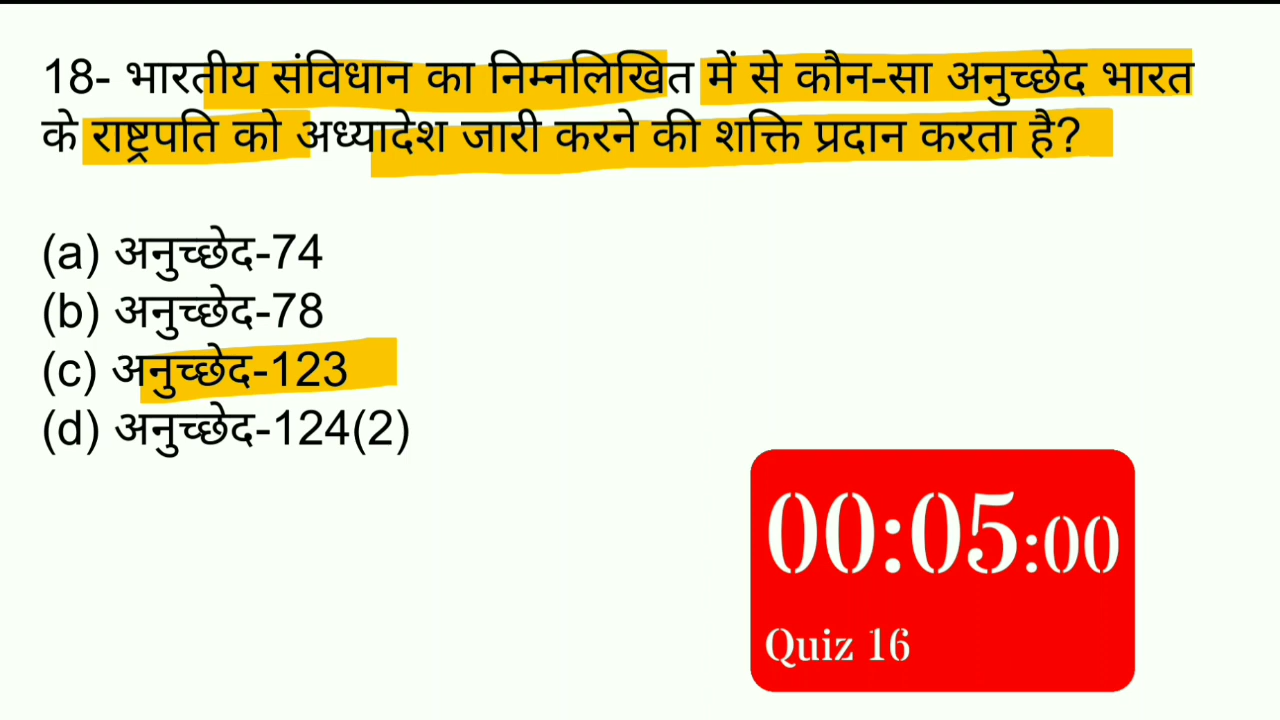 18- भारतीय संविधान का निम्नलिखित में से कौन-सा अनुच्छेद भारत
के राष्ट्रपति को अध्यादेश जारी करने की शक्ति प्रदान करता है?
(a) अनुच्छेद-74
(b) अनुच्छेद-78
(c) अनुच्छेद-123
(d) अनुच्छेद-124(2)
00:05:00
Quiz 16